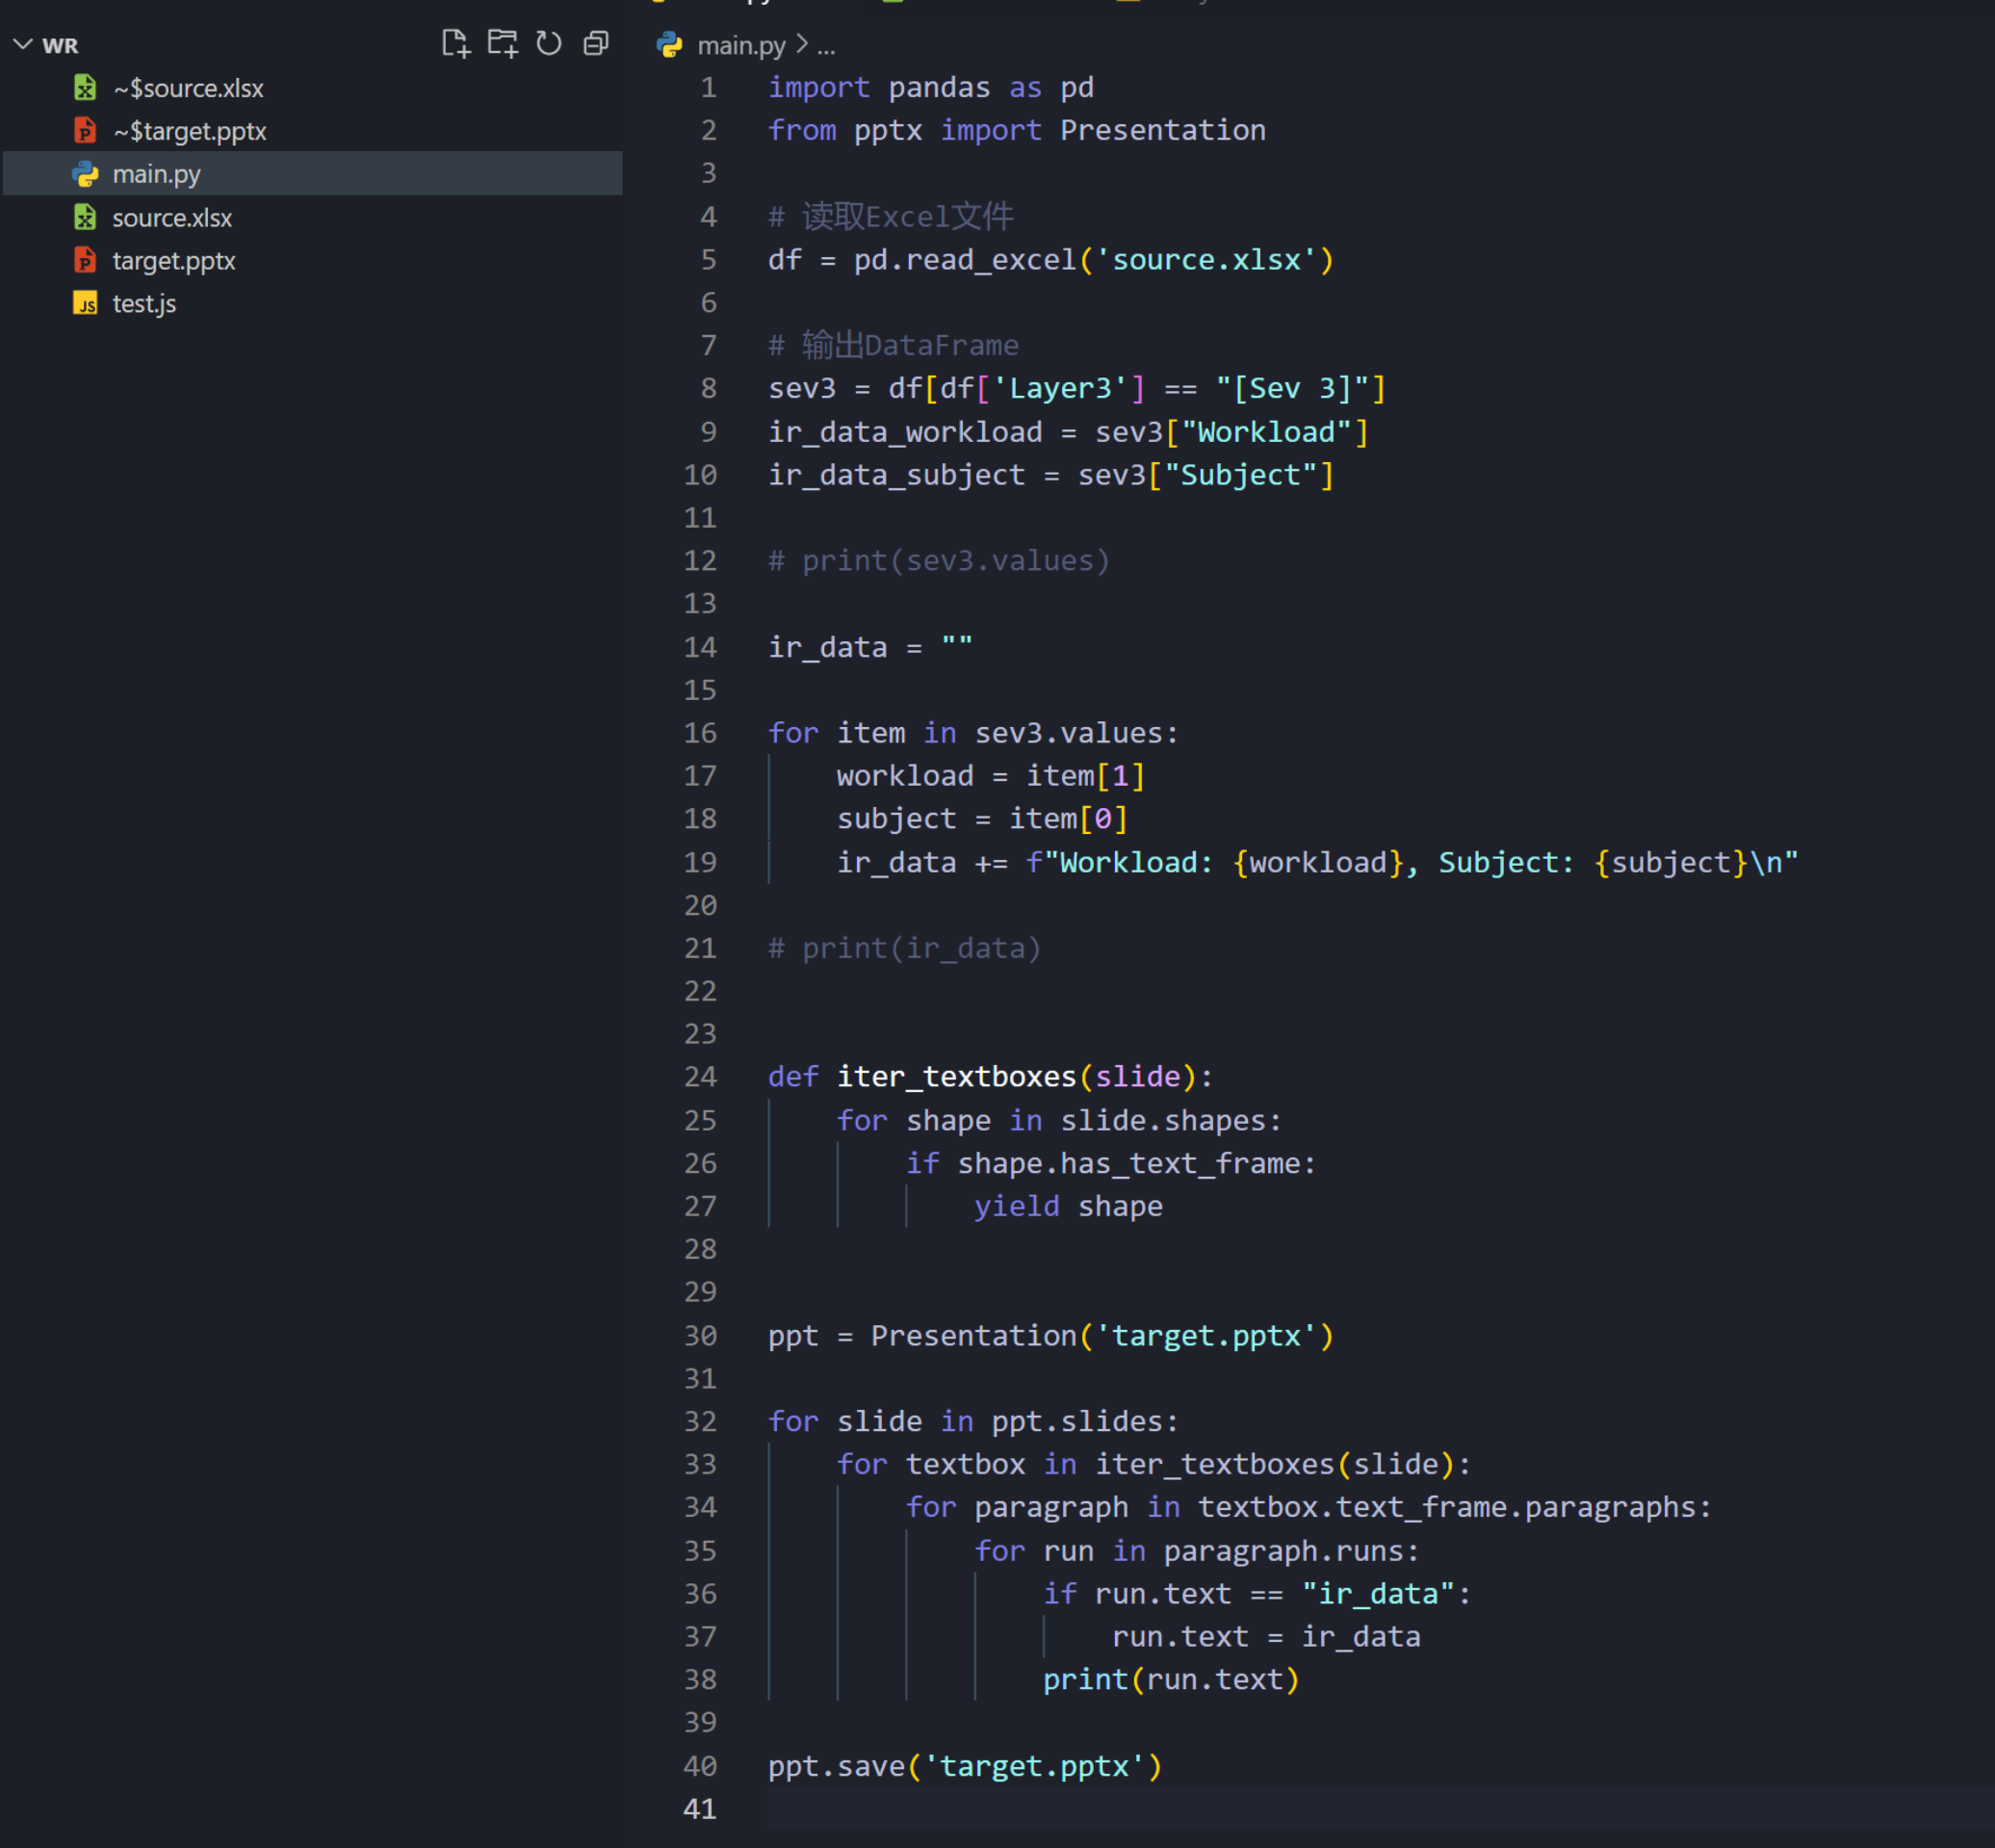 WR
~$source.xlsx
~$target.pptx
main.py
source.xlsx
target.pptx
JS test.js
main.py > ...
1 import pandas as pd
2 from pptx import Presentation
3
4 # 读取Excel文件
5 df = pd.read_excel('source.xlsx')
6
7 # 输出DataFrame
8 sev3 = df[df['Layer3'] == "[Sev 3]"]
9 ir_data_workload = sev3["Workload"]
10 ir_data_subject = sev3["Subject"]
11
12 # print(sev3.values)
13
14 ir_data = ""
15
16 for item in sev3.values:
17     workload = item[1]
18     subject = item[0]
19     ir_data += f"Workload: {workload}, Subject: {subject}\n"
20
21 # print(ir_data)
22
23
24 def iter_textboxes(slide):
25     for shape in slide.shapes:
26         if shape.has_text_frame:
27             yield shape
28
29
30 ppt = Presentation('target.pptx')
31
32 for slide in ppt.slides:
33     for textbox in iter_textboxes(slide):
34         for paragraph in textbox.text_frame.paragraphs:
35             for run in paragraph.runs:
36                 if run.text == "ir_data":
37                     run.text = ir_data
38                 print(run.text)
39
40 ppt.save('target.pptx')
41